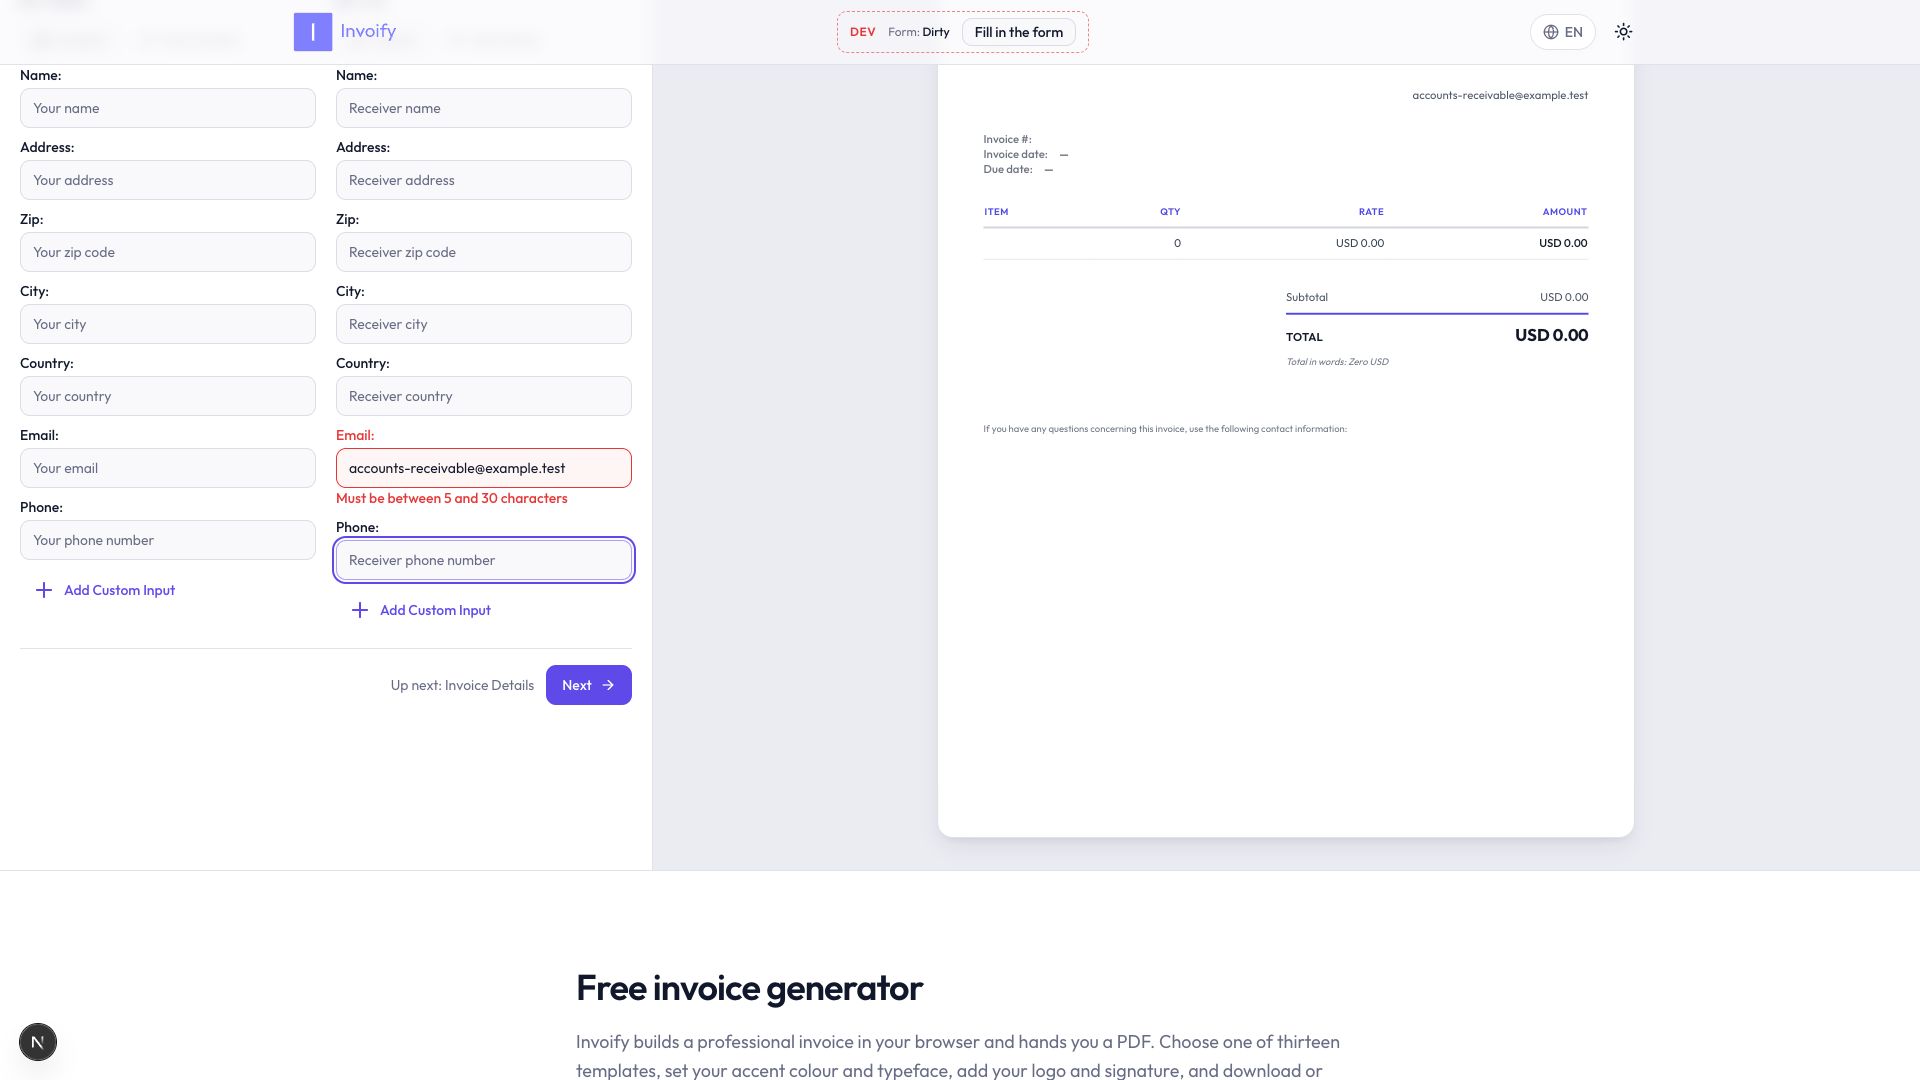 Invoify
DEV Form: Dirty Fill in the form
EN
Name:
Your name
Address:
Your address
Zip:
Your zip code
City:
Your city
Country:
Your country
Email:
Your email
Phone:
Your phone number
Add Custom Input
Name:
Receiver name
Address:
Receiver address
Zip:
Receiver zip code
City:
Receiver city
Country:
Receiver country
Email:
accounts-receivable@example.test
Must be between 5 and 30 characters
Phone:
Receiver phone number
Add Custom Input
Up next: Invoice Details Next
accounts-receivable@example.test
Invoice #:
Invoice date: —
Due date: —
ITEM QTY RATE AMOUNT
0 USD 0.00 USD 0.00
Subtotal USD 0.00
TOTAL USD 0.00
Total in words: Zero USD
If you have any questions concerning this invoice, use the following contact information:
Free invoice generator
Invoify builds a professional invoice in your browser and hands you a PDF. Choose one of thirteen
templates, set your accent colour and typeface, add your logo and signature, and download or
N